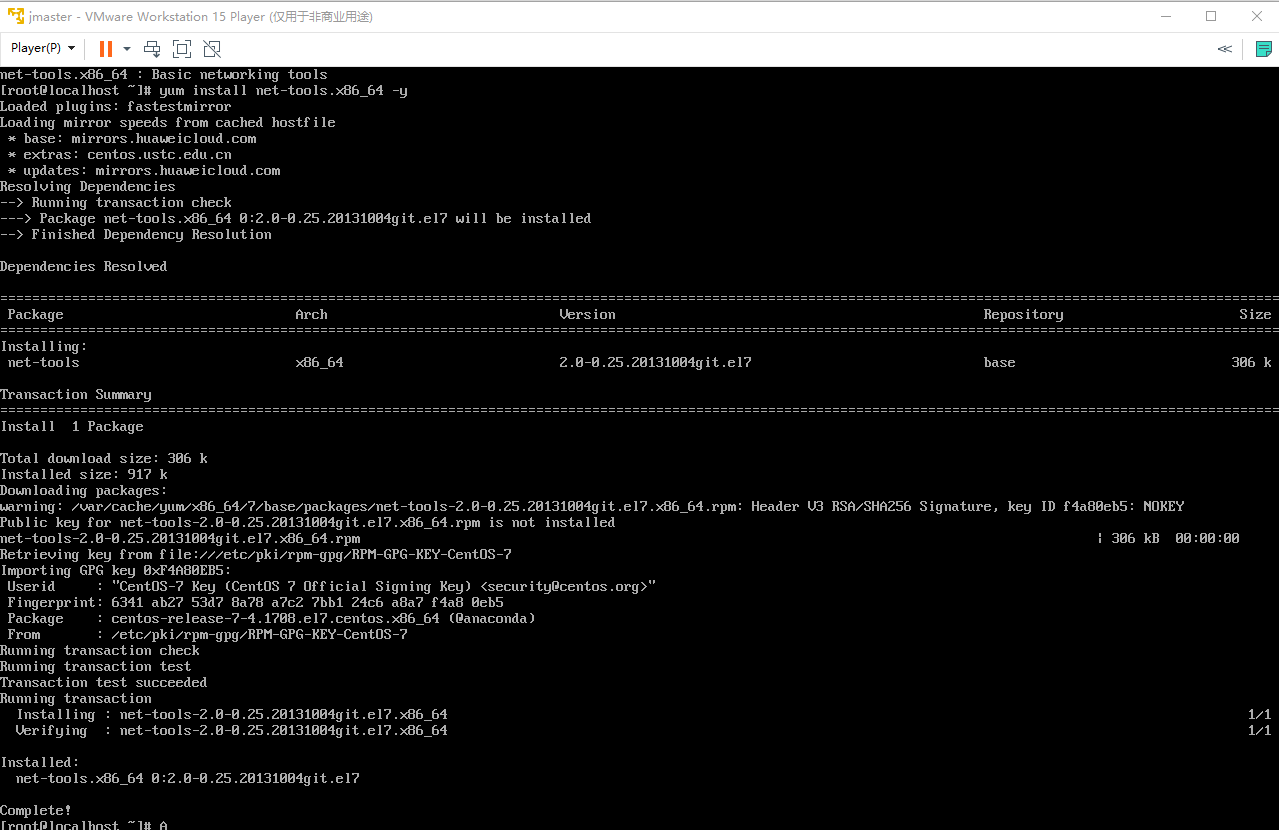 jmaster - VMware Workstation 15 Player (仅用于非商业用途)
Player(P)
net-tools.x86_64 : Basic networking tools
[root@localhost ~]# yum install net-tools.x86_64 -y
Loaded plugins: fastestmirror
Loading mirror speeds from cached hostfile
 * base: mirrors.huaweicloud.com
 * extras: centos.ustc.edu.cn
 * updates: mirrors.huaweicloud.com
Resolving Dependencies
--> Running transaction check
---> Package net-tools.x86_64 0:2.0-0.25.20131004git.el7 will be installed
--> Finished Dependency Resolution
Dependencies Resolved
================================================================================================================================================================
Package Arch Version Repository Size
================================================================================================================================================================
Installing:
net-tools x86_64 2.0-0.25.20131004git.el7 base 306 k
Transaction Summary
================================================================================================================================================================
Install 1 Package
Total download size: 306 k
Installed size: 917 k
Downloading packages:
warning: /var/cache/yum/x86_64/7/base/packages/net-tools-2.0-0.25.20131004git.el7.x86_64.rpm: Header V3 RSA/SHA256 Signature, key ID f4a80eb5: NOKEY
Public key for net-tools-2.0-0.25.20131004git.el7.x86_64.rpm is not installed
net-tools-2.0-0.25.20131004git.el7.x86_64.rpm | 306 kB 00:00:00
Retrieving key from file:///etc/pki/rpm-gpg/RPM-GPG-KEY-CentOS-7
Importing GPG key 0xF4A80EB5:
 Userid : "CentOS-7 Key (CentOS 7 Official Signing Key) <security@centos.org>"
 Fingerprint: 6341 ab27 53d7 8a78 a7c2 7bb1 24c6 a8a7 f4a8 0eb5
 Package : centos-release-7-4.1708.el7.centos.x86_64 (@anaconda)
 From : /etc/pki/rpm-gpg/RPM-GPG-KEY-CentOS-7
Running transaction check
Running transaction test
Transaction test succeeded
Running transaction
 Installing : net-tools-2.0-0.25.20131004git.el7.x86_64 1/1
 Verifying : net-tools-2.0-0.25.20131004git.el7.x86_64 1/1
Installed:
 net-tools.x86_64 0:2.0-0.25.20131004git.el7
Complete!
[root@localhost ~]# A